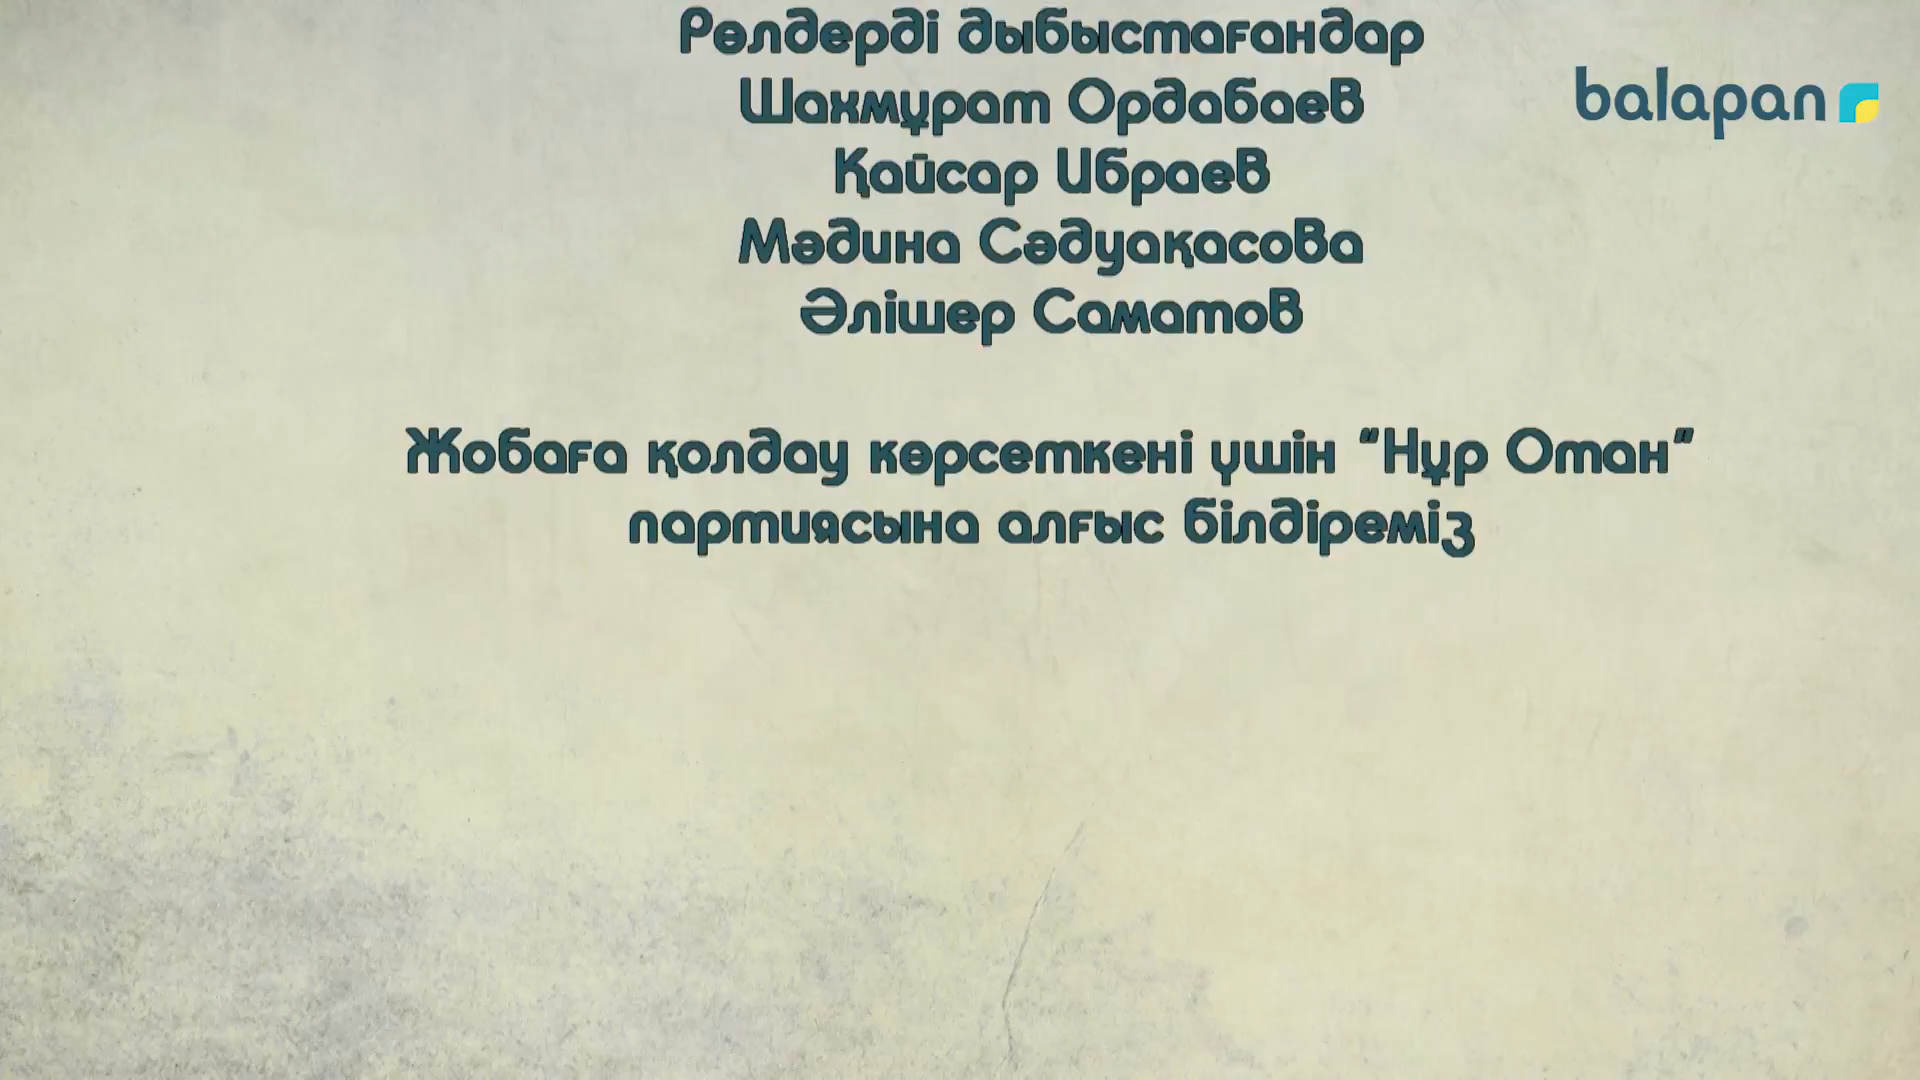 Рөлдерді дыбыстағандар
Шахмұрат Ордабаев
balapan
Қайсар Ибраев
Мәдина Сәдуақасова
Әлішер Саматов
Жобаға қолдау көрсеткені үшін “Нұр Отан”
партиясына алғыс білдіреміз